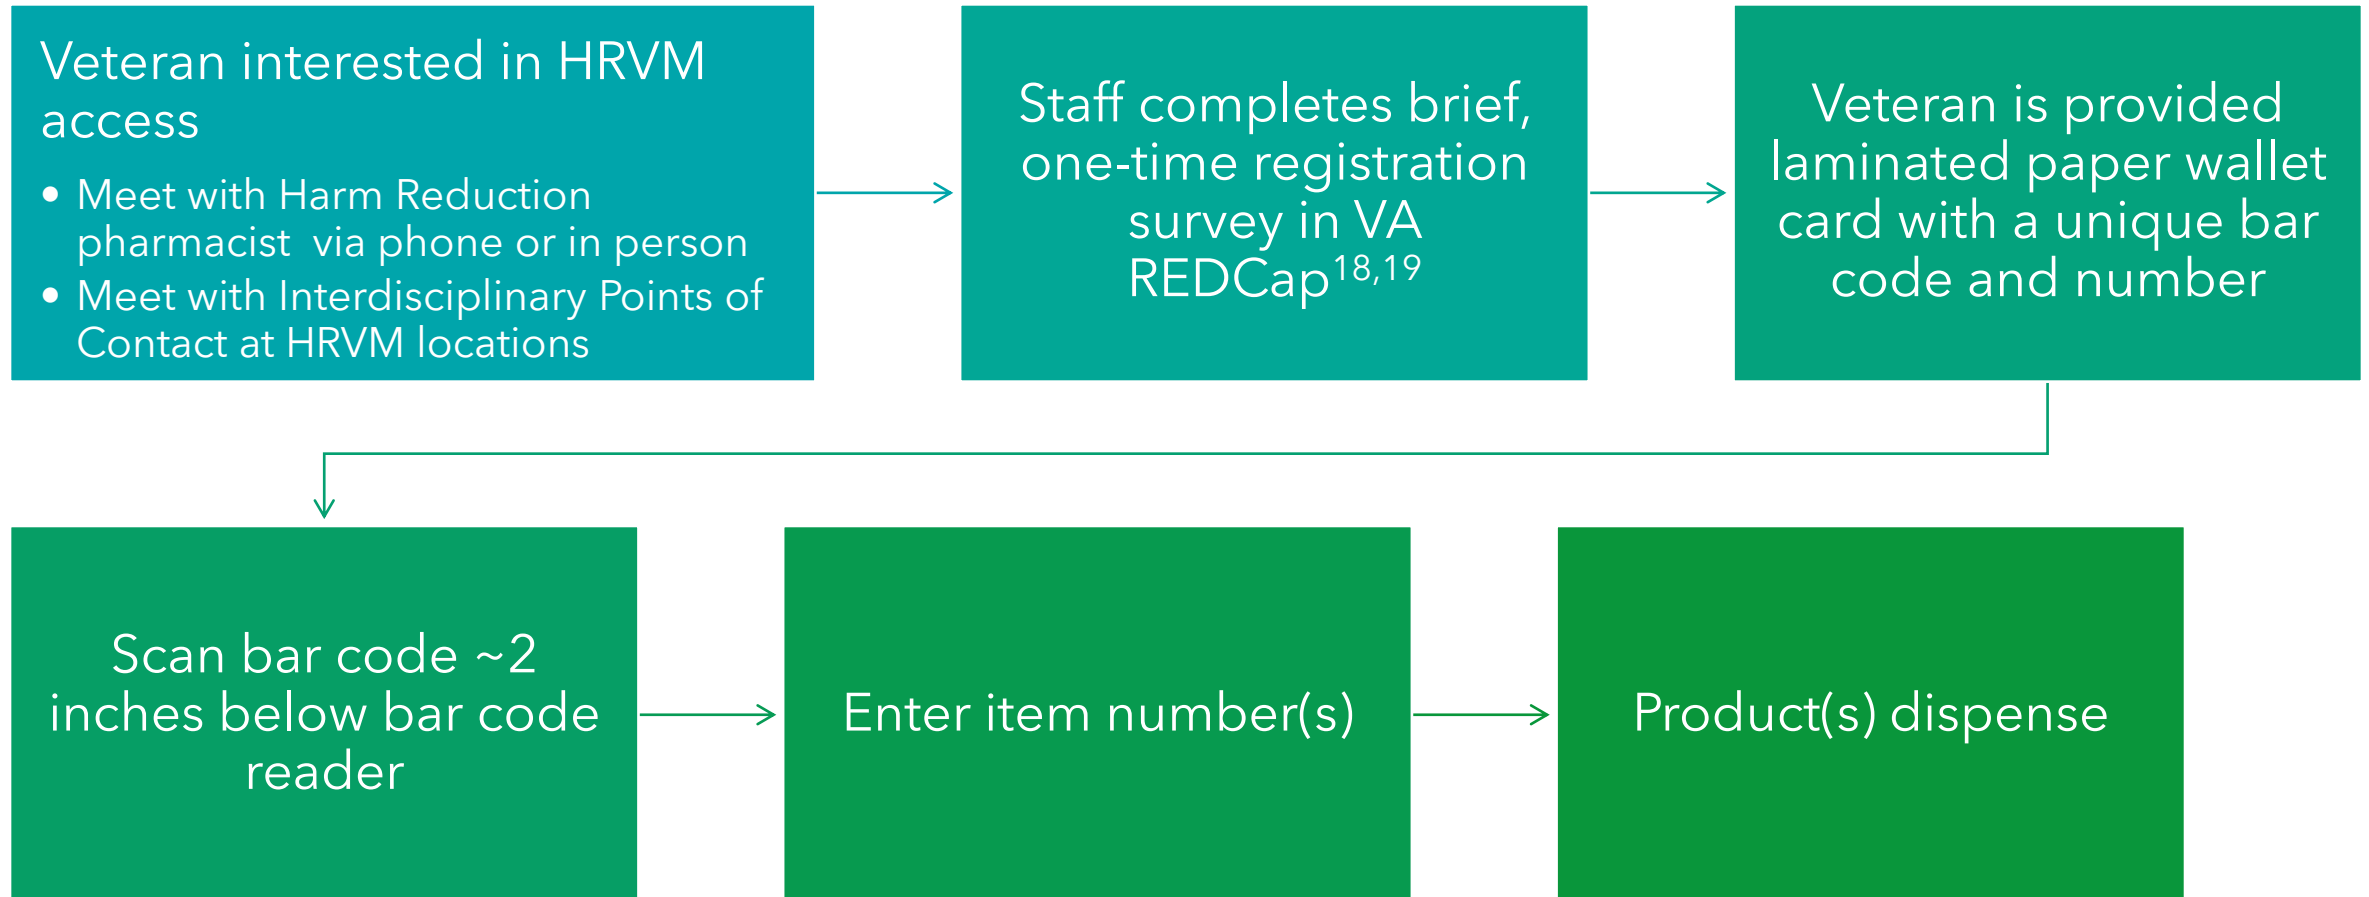 Veteran interested in HRVM
access
• Meet with Harm Reduction
pharmacist via phone or in person
• Meet with Interdisciplinary Points of
Contact at HRVM locations
Staff completes brief,
one-time registration
survey in VA
REDCap18,19
Veteran is provided
laminated paper wallet
card with a unique bar
code and number
Scan bar code ~2
inches below bar code
reader
Enter item number(s)
Product(s) dispense